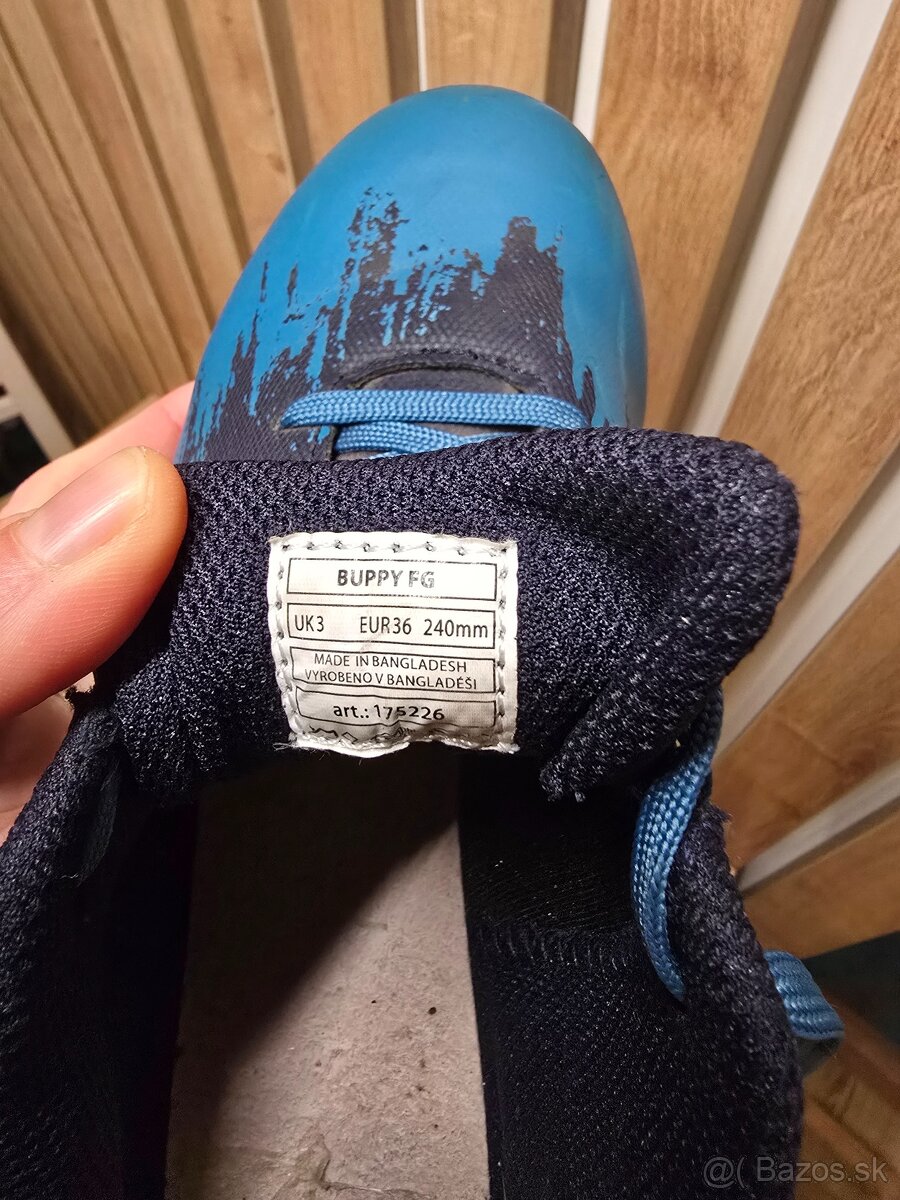 BUPPY FG
UK3 EUR36 240mm
MADE IN BANGLADESH
VYROBENO V BANGLADÉŠI
art.: 175226
@( Bazos.sk